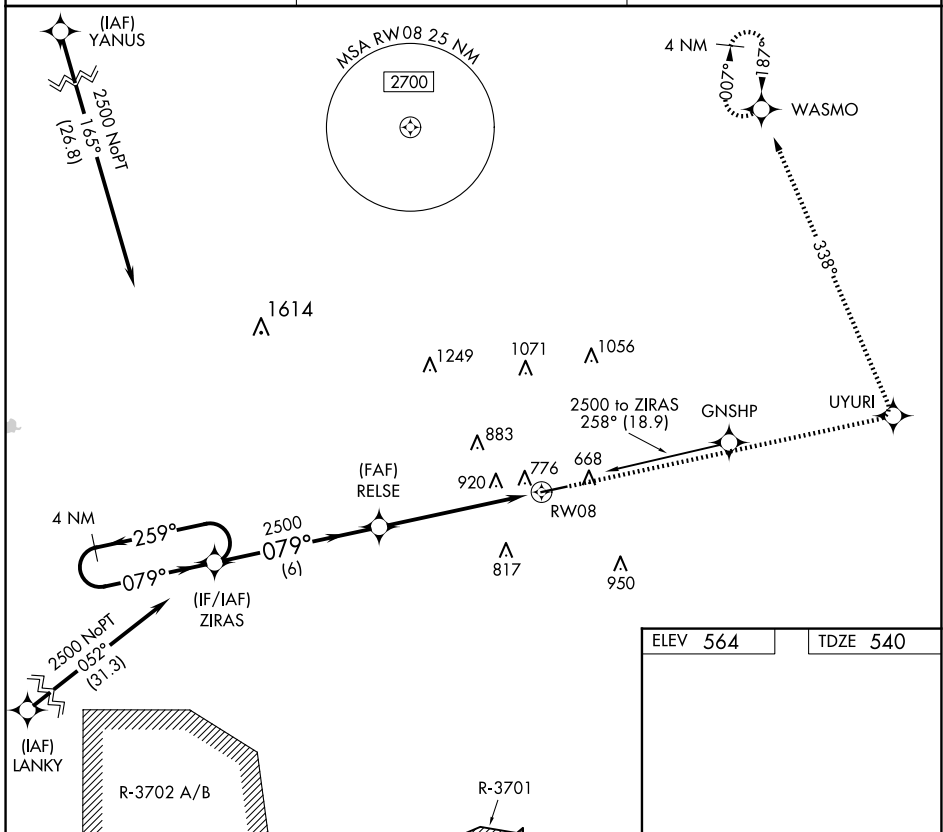 (IAF)
YANUS
2500 NoPT
165°
(26.8)
MSA RW08 25 NM
2700
4 NM
007°
187°
WASMO
338°
1614
1249
1071
1056
2500 to ZIRAS
258° (18.9)
GNSHP
UYURI
883
920
776
668
(FAF)
RELSE
RW08
4 NM
259°
079°
2500
079°
(6)
(IF/IAF)
ZIRAS
817
950
2500 NoPT
052°
(31.3)
(IAF)
LANKY
ELEV 564
TDZE 540
R-3702 A/B
R-3701